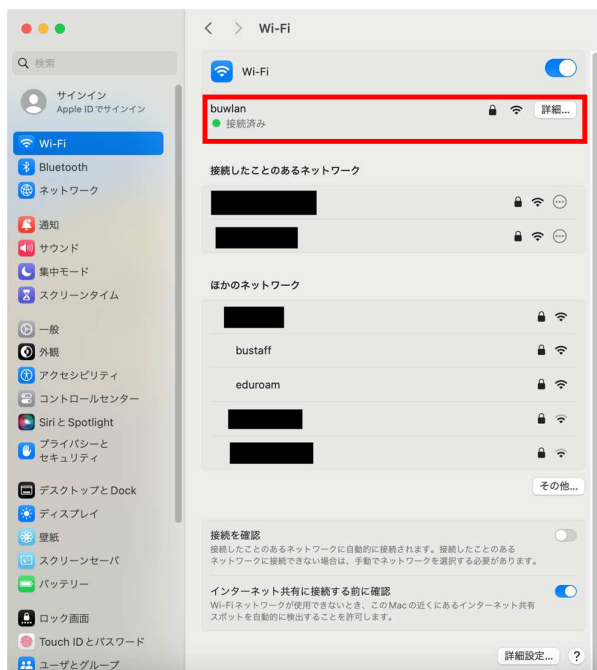 Wi-Fi
検索
サインイン
Apple ID でサインイン
Wi-Fi
Bluetooth
ネットワーク
通知
サウンド
集中モード
スクリーンタイム
一般
外観
アクセシビリティ
コントロールセンター
Siri と Spotlight
プライバシーと
セキュリティ
デスクトップと Dock
ディスプレイ
壁紙
スクリーンセーバ
バッテリー
ロック画面
Touch ID とパスワード
ユーザとグループ
Wi-Fi
buwlan
接続済み
詳細...
接続したことのあるネットワーク
ほかのネットワーク
bustaff
eduroam
その他...
接続を確認
接続したことのあるネットワークに自動的に接続されます。接続したことのある
ネットワークに接続できない場合は、手動でネットワークを選択する必要があります。
インターネット共有に接続する前に確認
Wi-Fi ネットワークが使用できないとき、この Mac の近くにあるインターネット共有
スポットを自動的に検出することを許可します。
詳細設定...
?